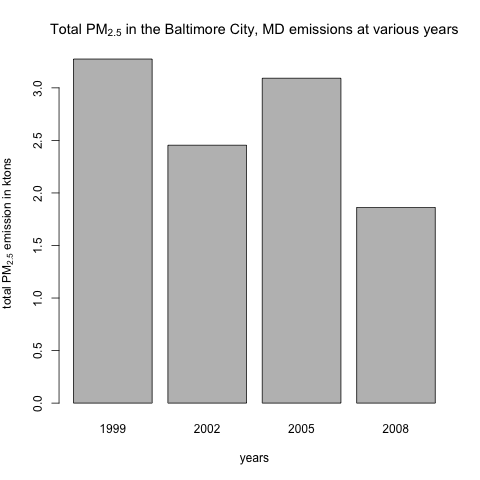 Total PM2.5 in the Baltimore City, MD emissions at various years
total PM2.5 emission in ktons
3.0
2.5
2.0
1.5
1.0
0.5
0.0
1999 2002 2005 2008
years